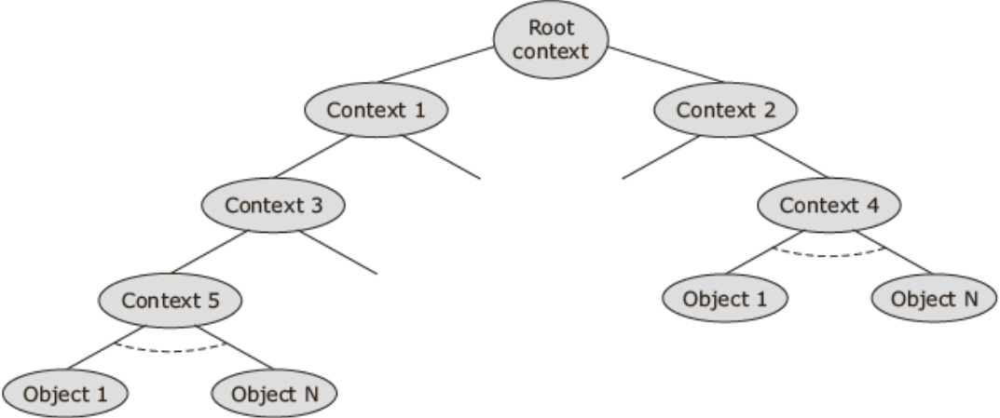 Root
context
Context 1
Context 2
Context 3
Context 4
Context 5
Object 1
Object N
Object 1
Object N